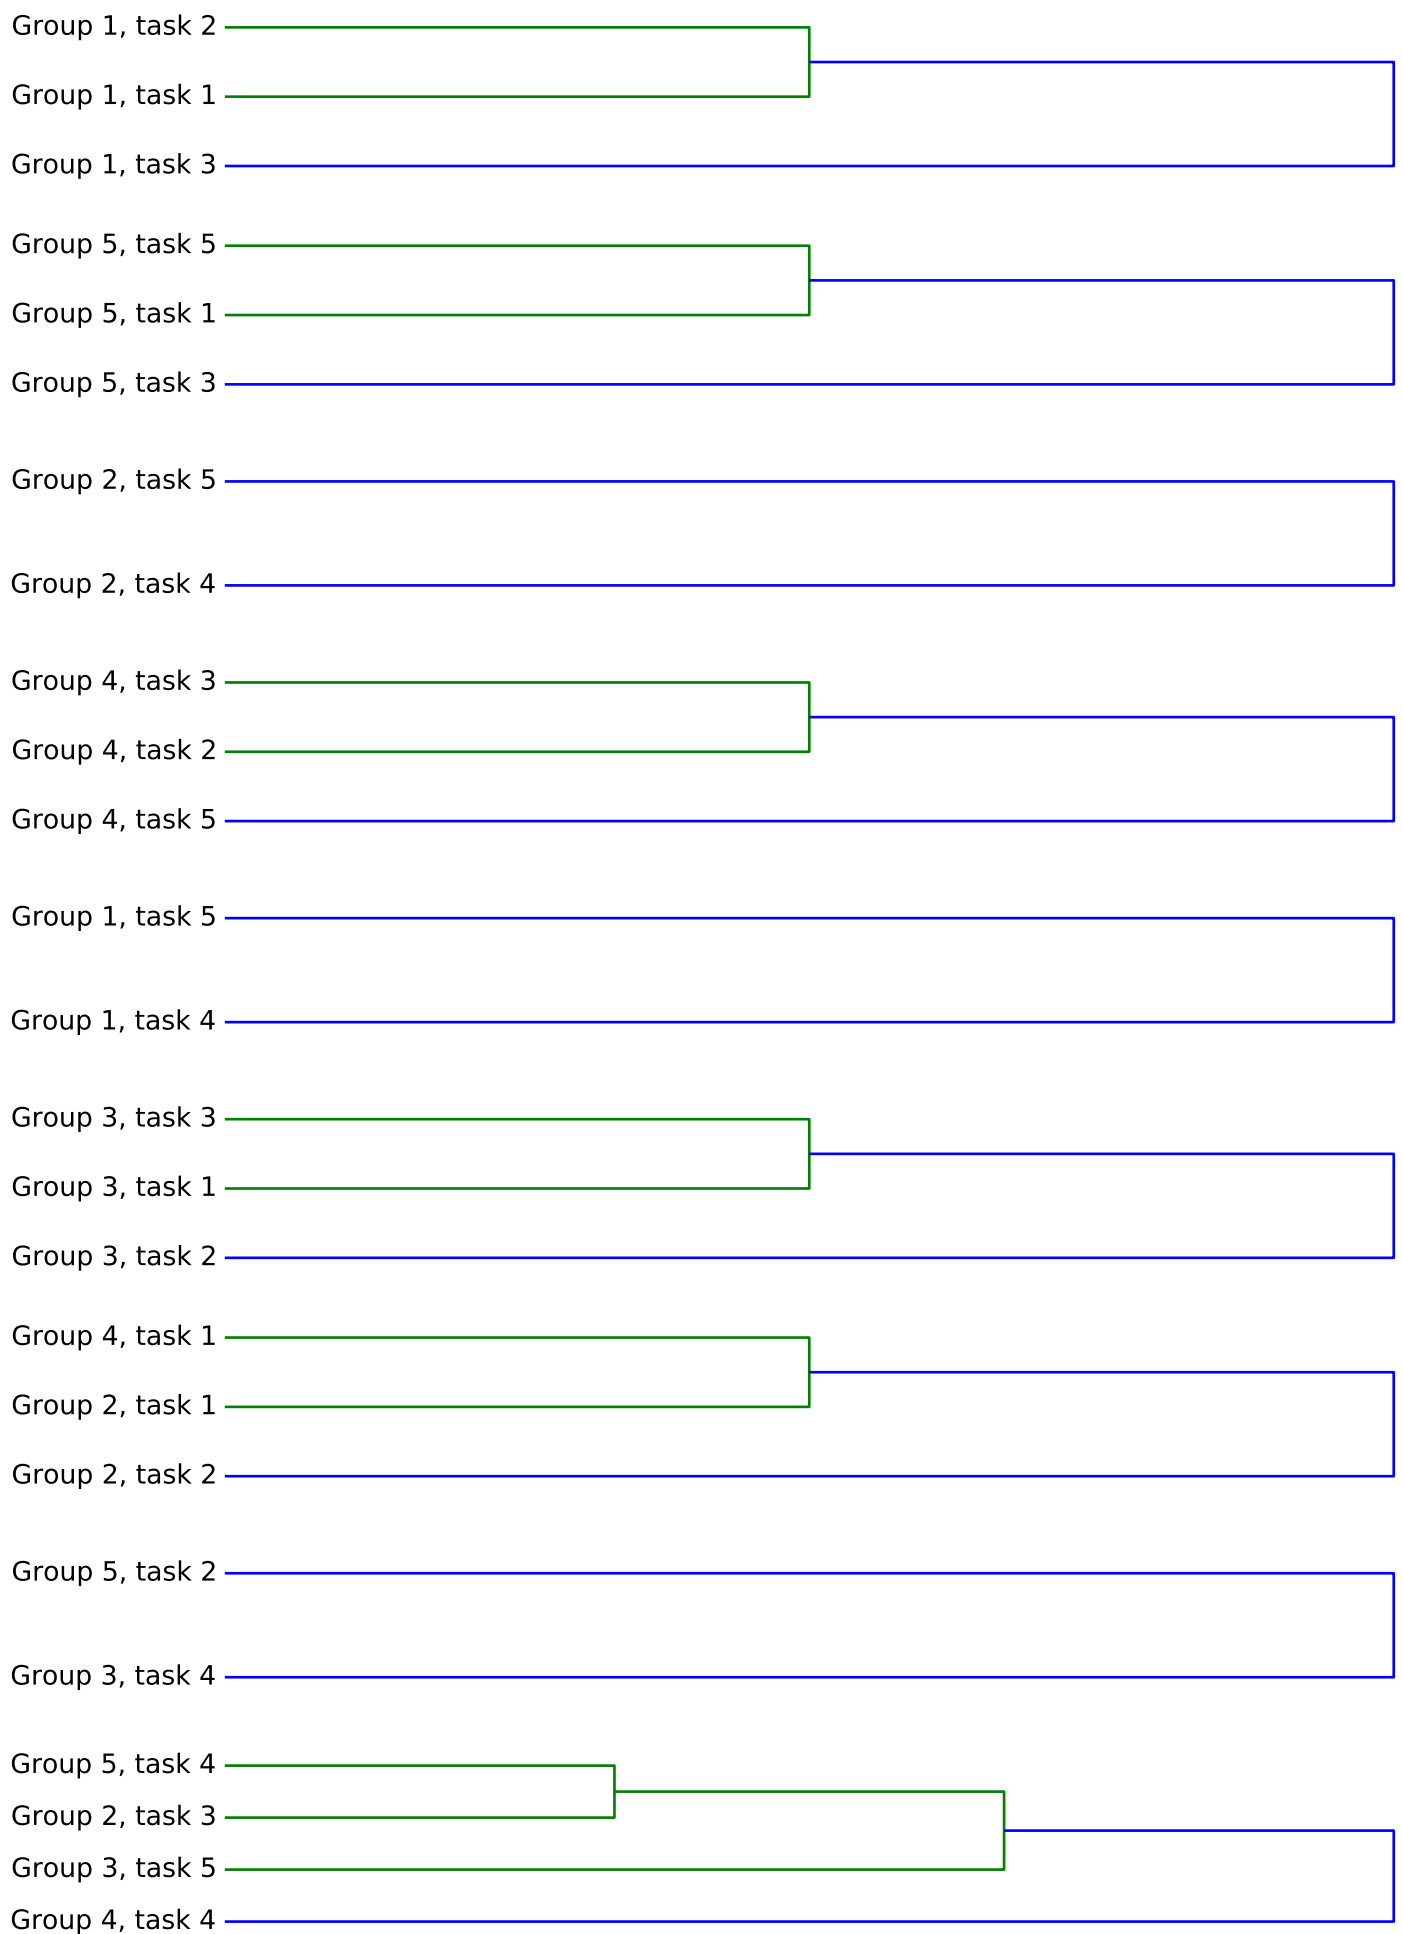 Group 1, task 2
Group 1, task 1
Group 1, task 3
Group 5, task 5
Group 5, task 1
Group 5, task 3
Group 2, task 5
Group 2, task 4
Group 4, task 3
Group 4, task 2
Group 4, task 5
Group 1, task 5
Group 1, task 4
Group 3, task 3
Group 3, task 1
Group 3, task 2
Group 4, task 1
Group 2, task 1
Group 2, task 2
Group 5, task 2
Group 3, task 4
Group 5, task 4
Group 2, task 3
Group 3, task 5
Group 4, task 4